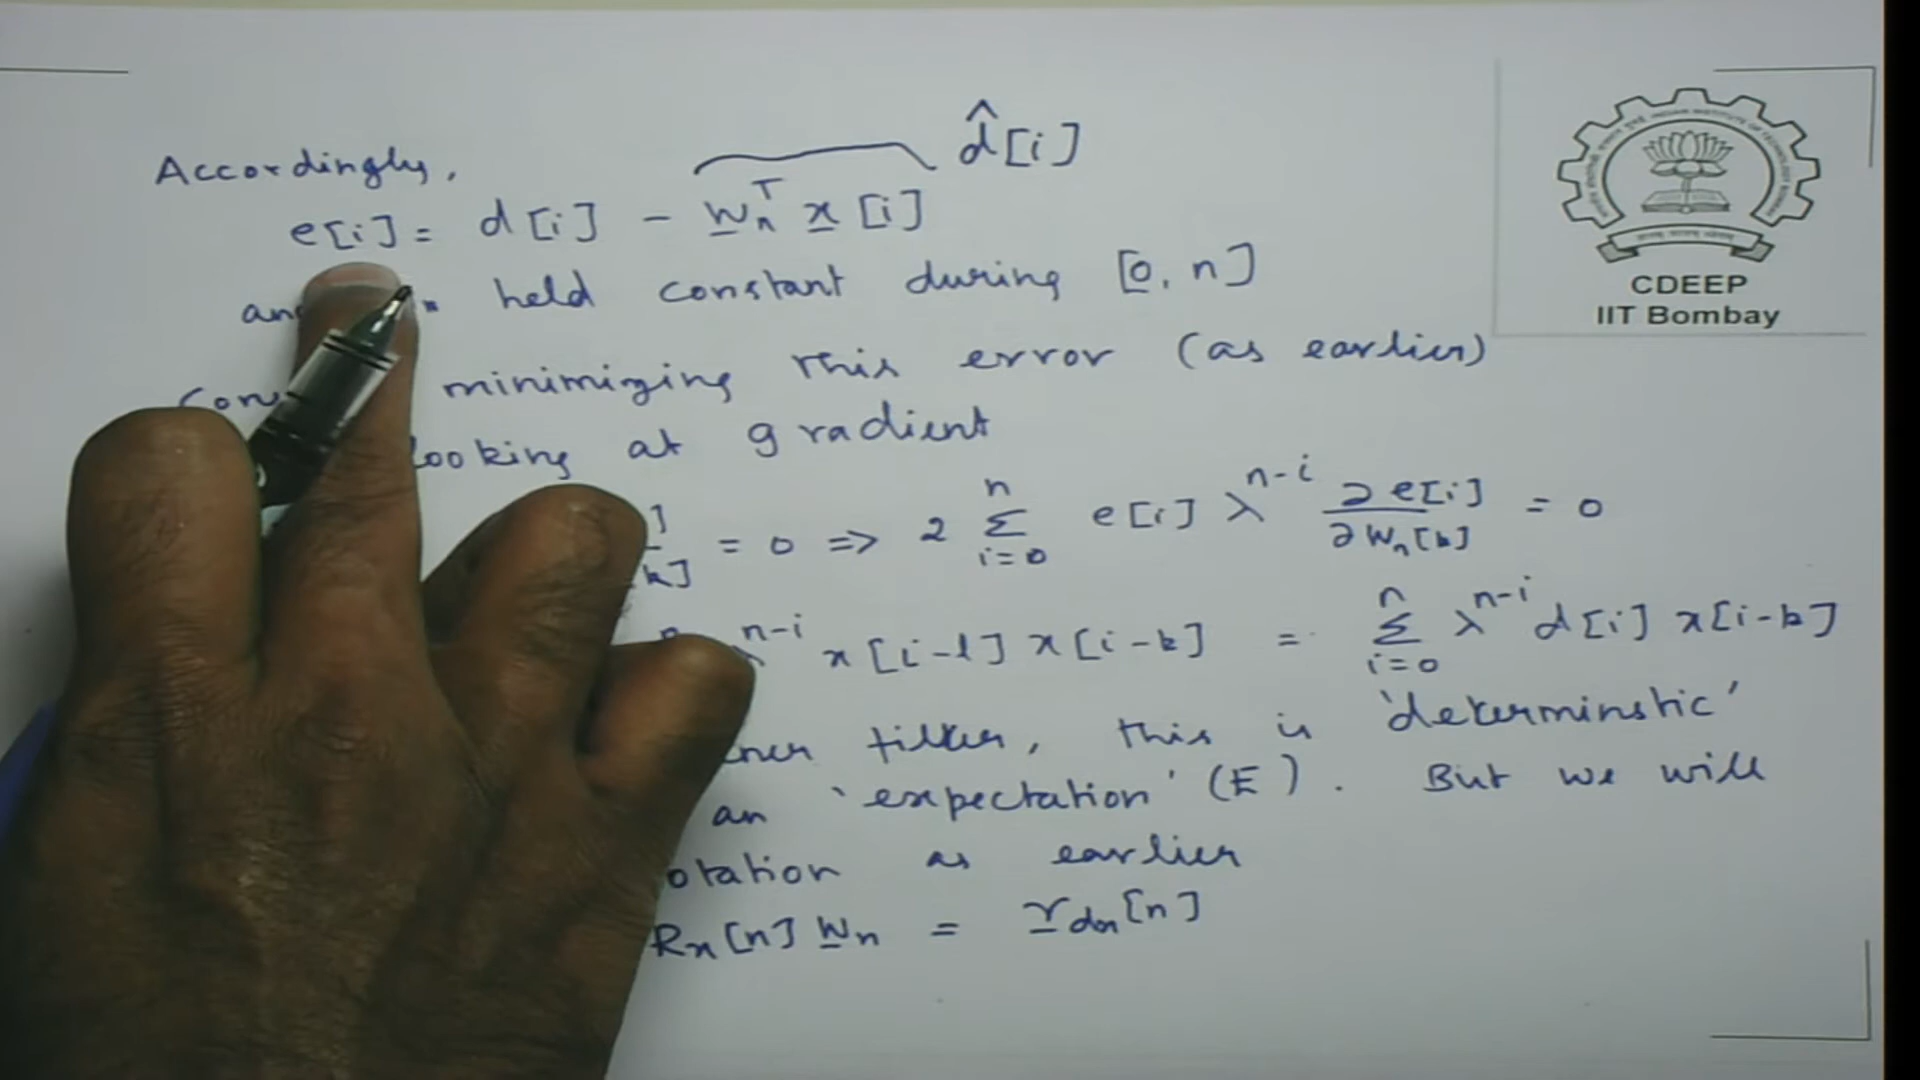 d̂[i]
Accordingly,
e[i] = d[i] - w_n^T x[i]
held constant during [0, n]
minimizing this error (as earlier)
looking at gradient
= 0 => 2 Σ_{i=0}^{n} e[i] λ^{n-i} ∂e[i]/∂w_n[k] = 0
λ^{n-i} x[i-l] x[i-k] = Σ_{i=0}^{n} λ^{n-i} d[i] x[i-k]
filter, this is 'determinstic'
an 'expectation' (E). But we will
as earlier
R_x[n] w_n = r_dx[n]
CDEEP
IIT Bombay